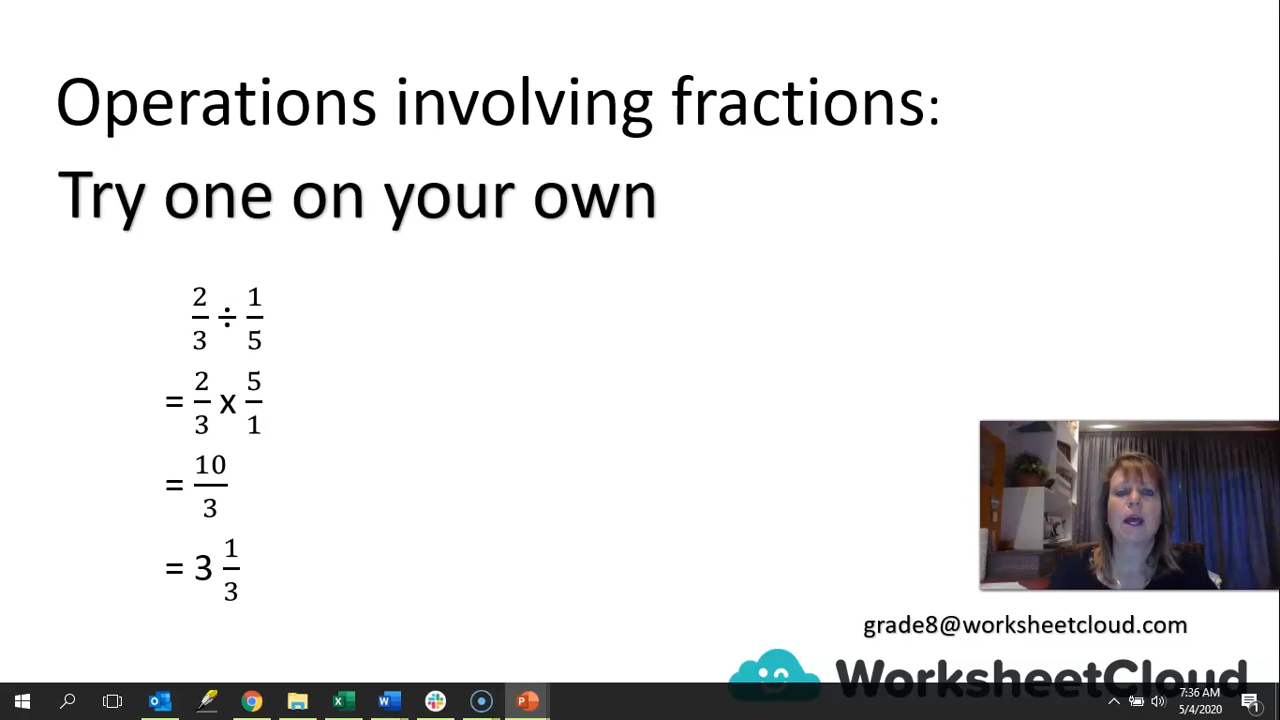 Operations involving fractions:
Try one on your own
2/3 ÷ 1/5
= 2/3 x 5/1
= 10/3
= 3 1/3
grade8@worksheetcloud.com
WorksheetCloud
7:36 AM
5/4/2020